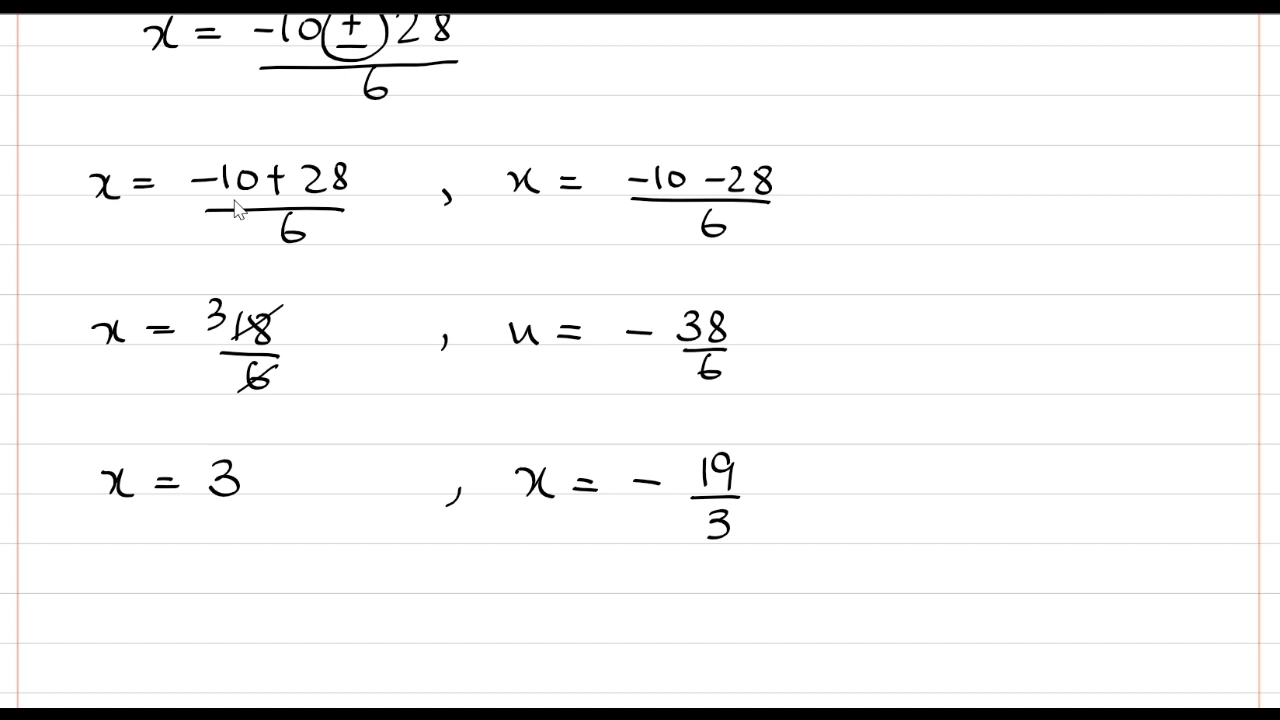 x = (-10 ± 28)/6
x = (-10 + 28)/6 , x = (-10 - 28)/6
x = 3 18/6 , x = - 38/6
x = 3 , x = - 19/3